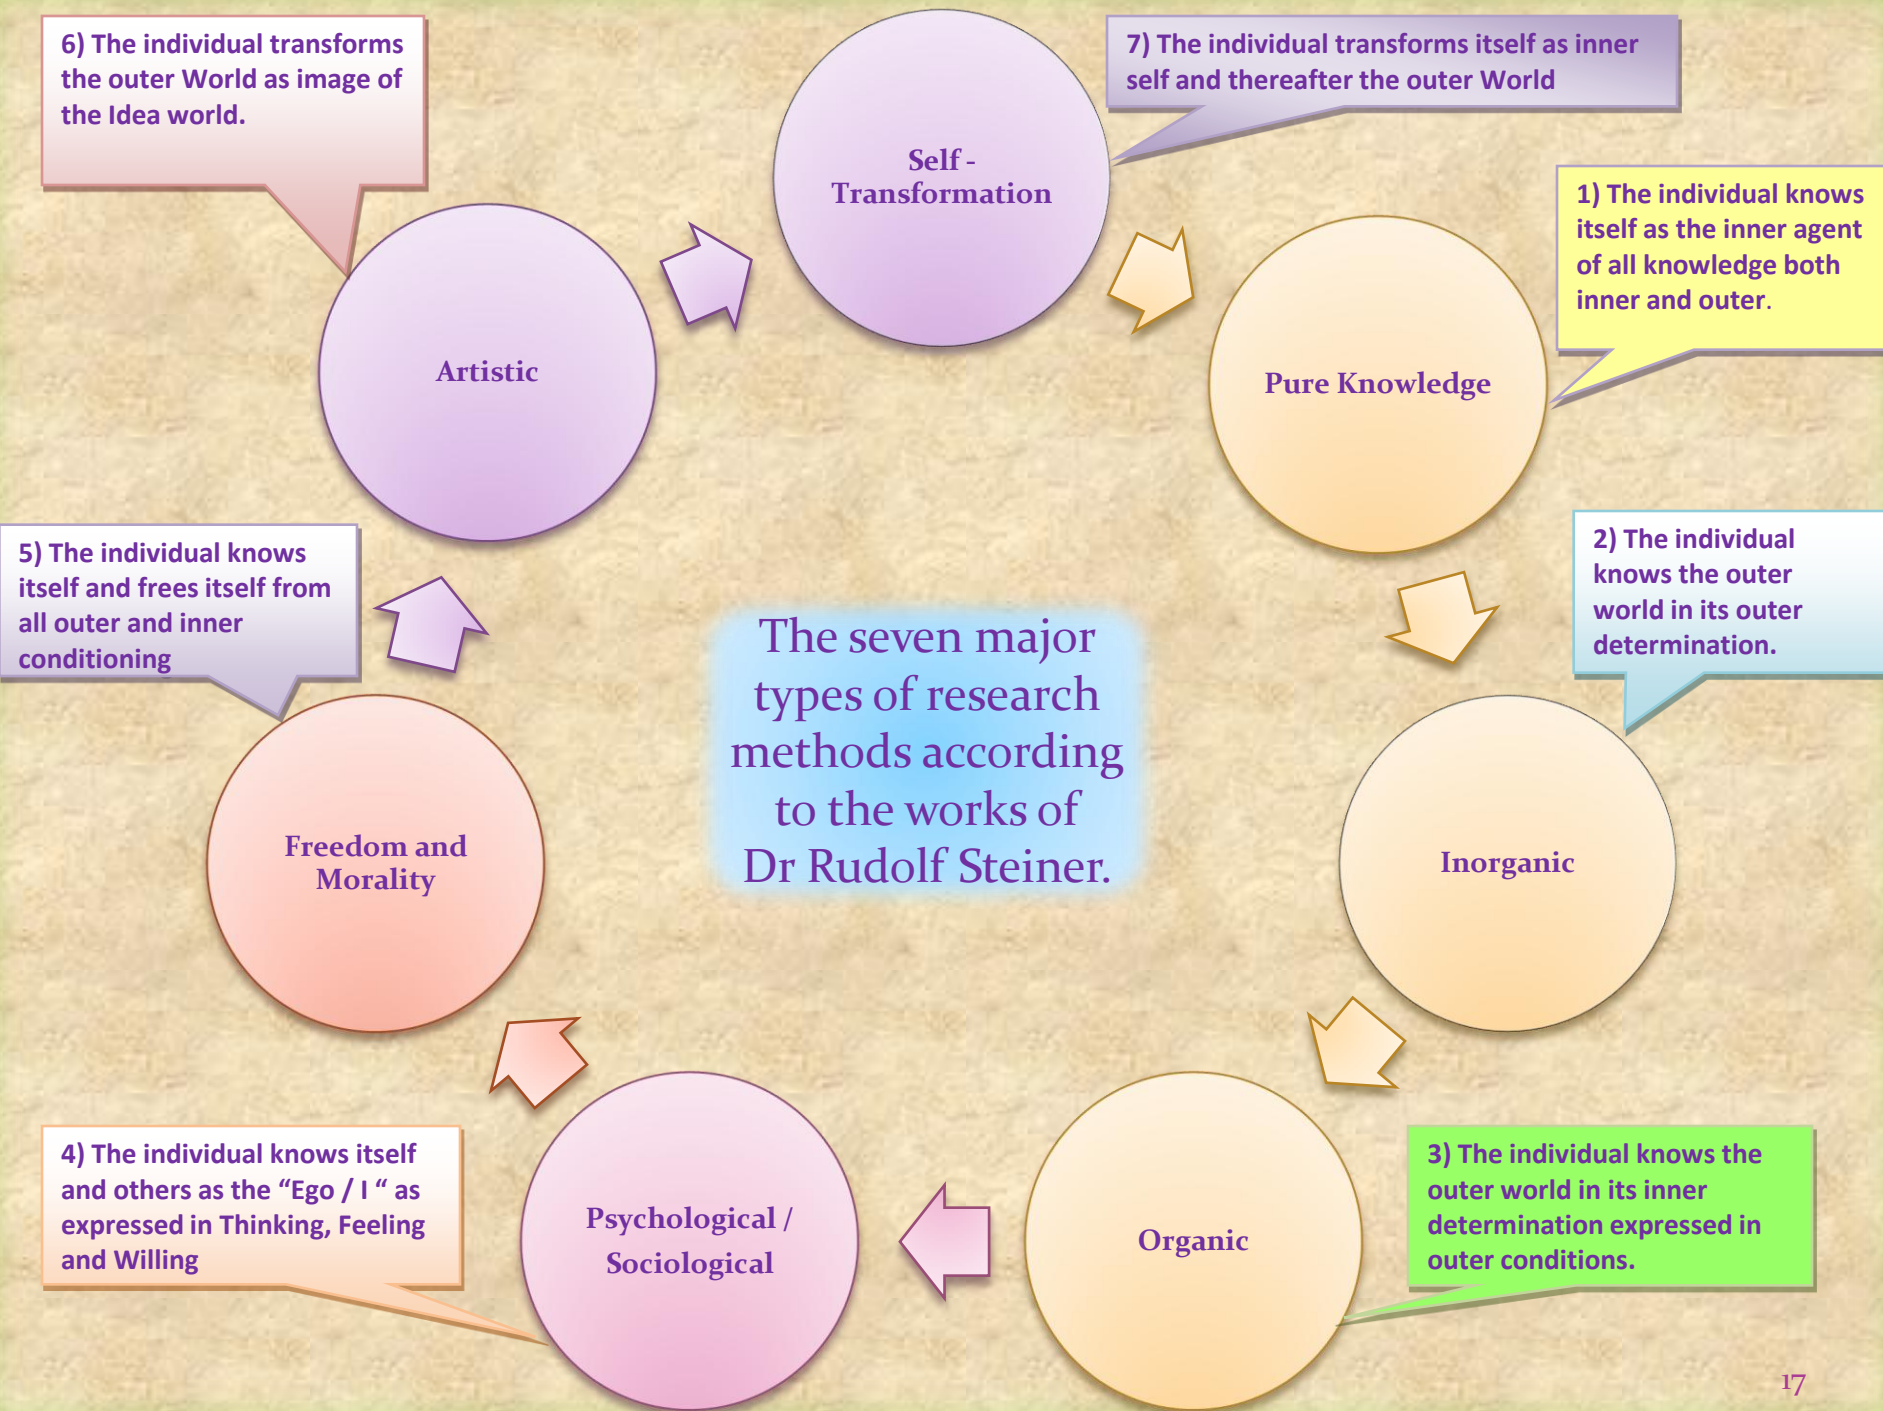 6) The individual transforms
the outer World as image of
the Idea world.
7) The individual transforms itself as inner
self and thereafter the outer World
Self -
Transformation
1) The individual knows
itself as the inner agent
of all knowledge both
inner and outer.
Artistic
Pure Knowledge
5) The individual knows
itself and frees itself from
all outer and inner
conditioning
2) The individual
knows the outer
world in its outer
determination.
The seven major
types of research
methods according
to the works of
Dr Rudolf Steiner.
Freedom and
Morality
Inorganic
4) The individual knows itself
and others as the “Ego / I “ as
expressed in Thinking, Feeling
and Willing
Psychological /
Sociological
Organic
3) The individual knows the
outer world in its inner
determination expressed in
outer conditions.
17